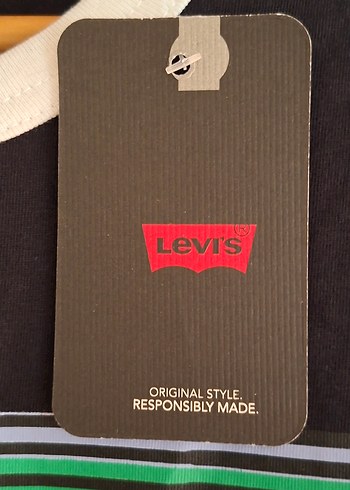 LEVI'S
®
ORIGINAL STYLE.
RESPONSIBLY MADE.